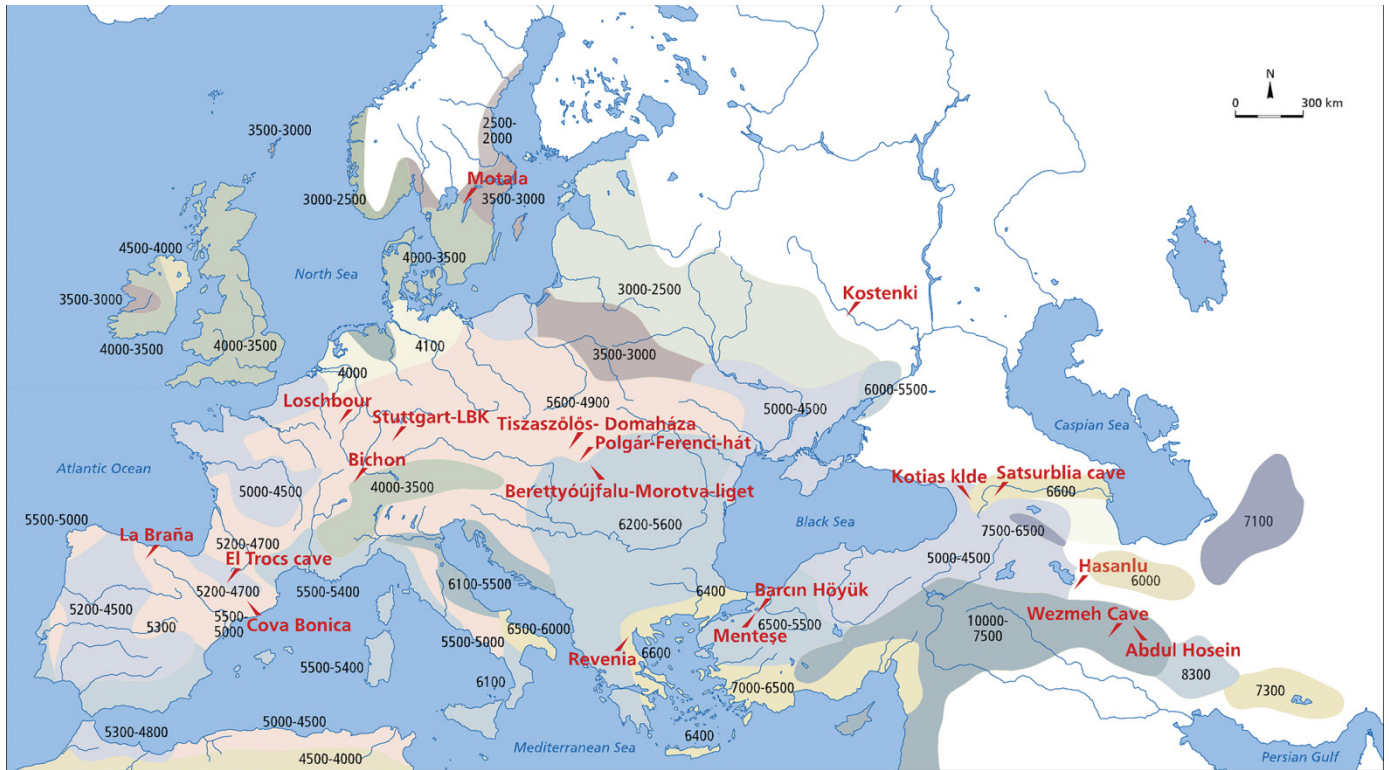 N
0 300 km
3500-3000
2500-
2000
Motala
3000-2500
3500-3000
4500-4000
North Sea
4000-3500
3000-2500
Kostenki
3500-3000
4000-3500
4000-3500
4100
3500-3000
4000
6000-5500
Loschbour
5600-4900
5000-4500
Stuttgart-LBK
Tiszaszőlős- Domaháza
Caspian Sea
Polgár-Ferenci-hát
Atlantic Ocean
Bichon
Kotias klde
Satsurblia cave
5000-4500
4000-3500
Berettyóújfalu-Morotva-liget
6600
5500-5000
Black Sea
6200-5600
7100
La Braña
7500-6500
5200-4700
El Trocs cave
5000-4500
Hasanlu
6100-5500
6000
5200-4700
5500-5400
6400
Barcın Höyük
5200-4500
5500-
5000
6500-6000
6500-5500
10000-
7500
Wezmeh Cave
5300
Cova Bonica
5500-5000
Menteşe
Abdul Hosein
Revenia
6600
5500-5400
6100
7000-6500
8300
7300
5000-4500
6400
5300-4800
Mediterranean Sea
4500-4000
Persian Gulf